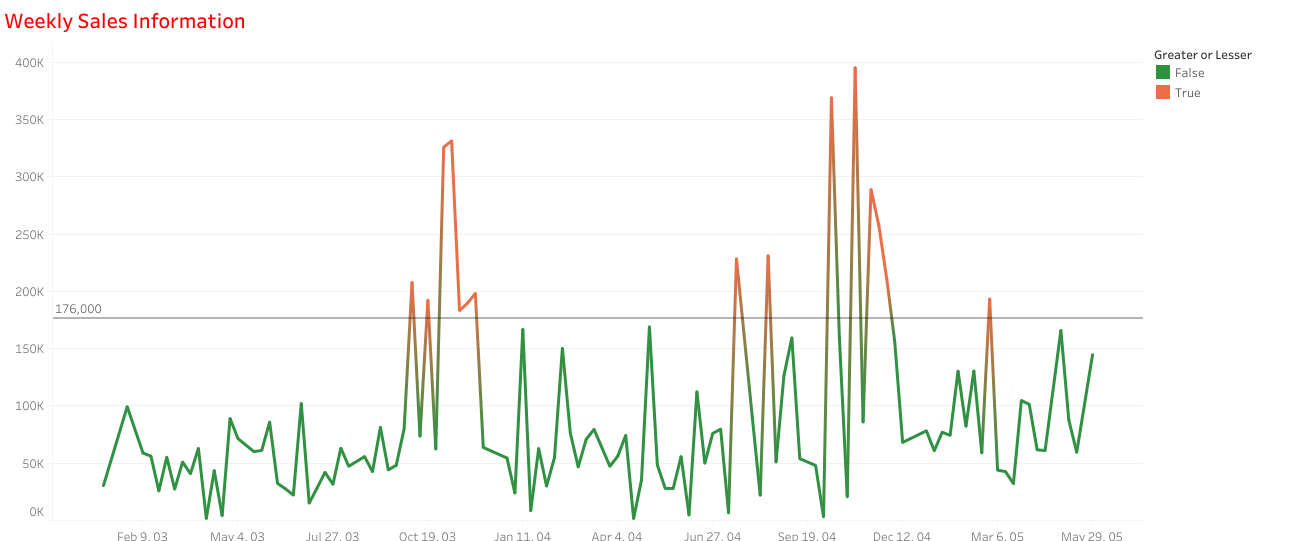 Weekly Sales Information
Greater or Lesser
False
True
400K
350K
300K
250K
200K
176,000
150K
100K
50K
0K
Feb 9, 03 May 4, 03 Jul 27, 03 Oct 19, 03 Jan 11, 04 Apr 4, 04 Jun 27, 04 Sep 19, 04 Dec 12, 04 Mar 6, 05 May 29, 05